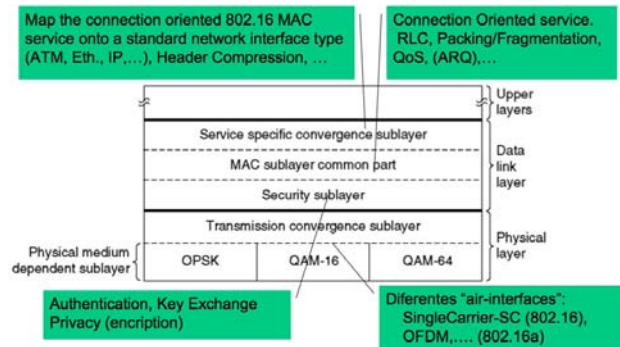 Map the connection oriented 802.16 MAC
service onto a standard network interface type
(ATM, Eth., IP,…), Header Compression, …
Connection Oriented service.
RLC, Packing/Fragmentation,
QoS, (ARQ),…
Upper
layers
Service specific convergence sublayer
MAC sublayer common part
Security sublayer
Data
link
layer
Transmission convergence sublayer
Physical medium
dependent sublayer
OPSK
QAM-16
QAM-64
Physical
layer
Authentication, Key Exchange
Privacy (encription)
Diferentes “air-interfaces”:
SingleCarrier-SC (802.16),
OFDM,…. (802.16a)